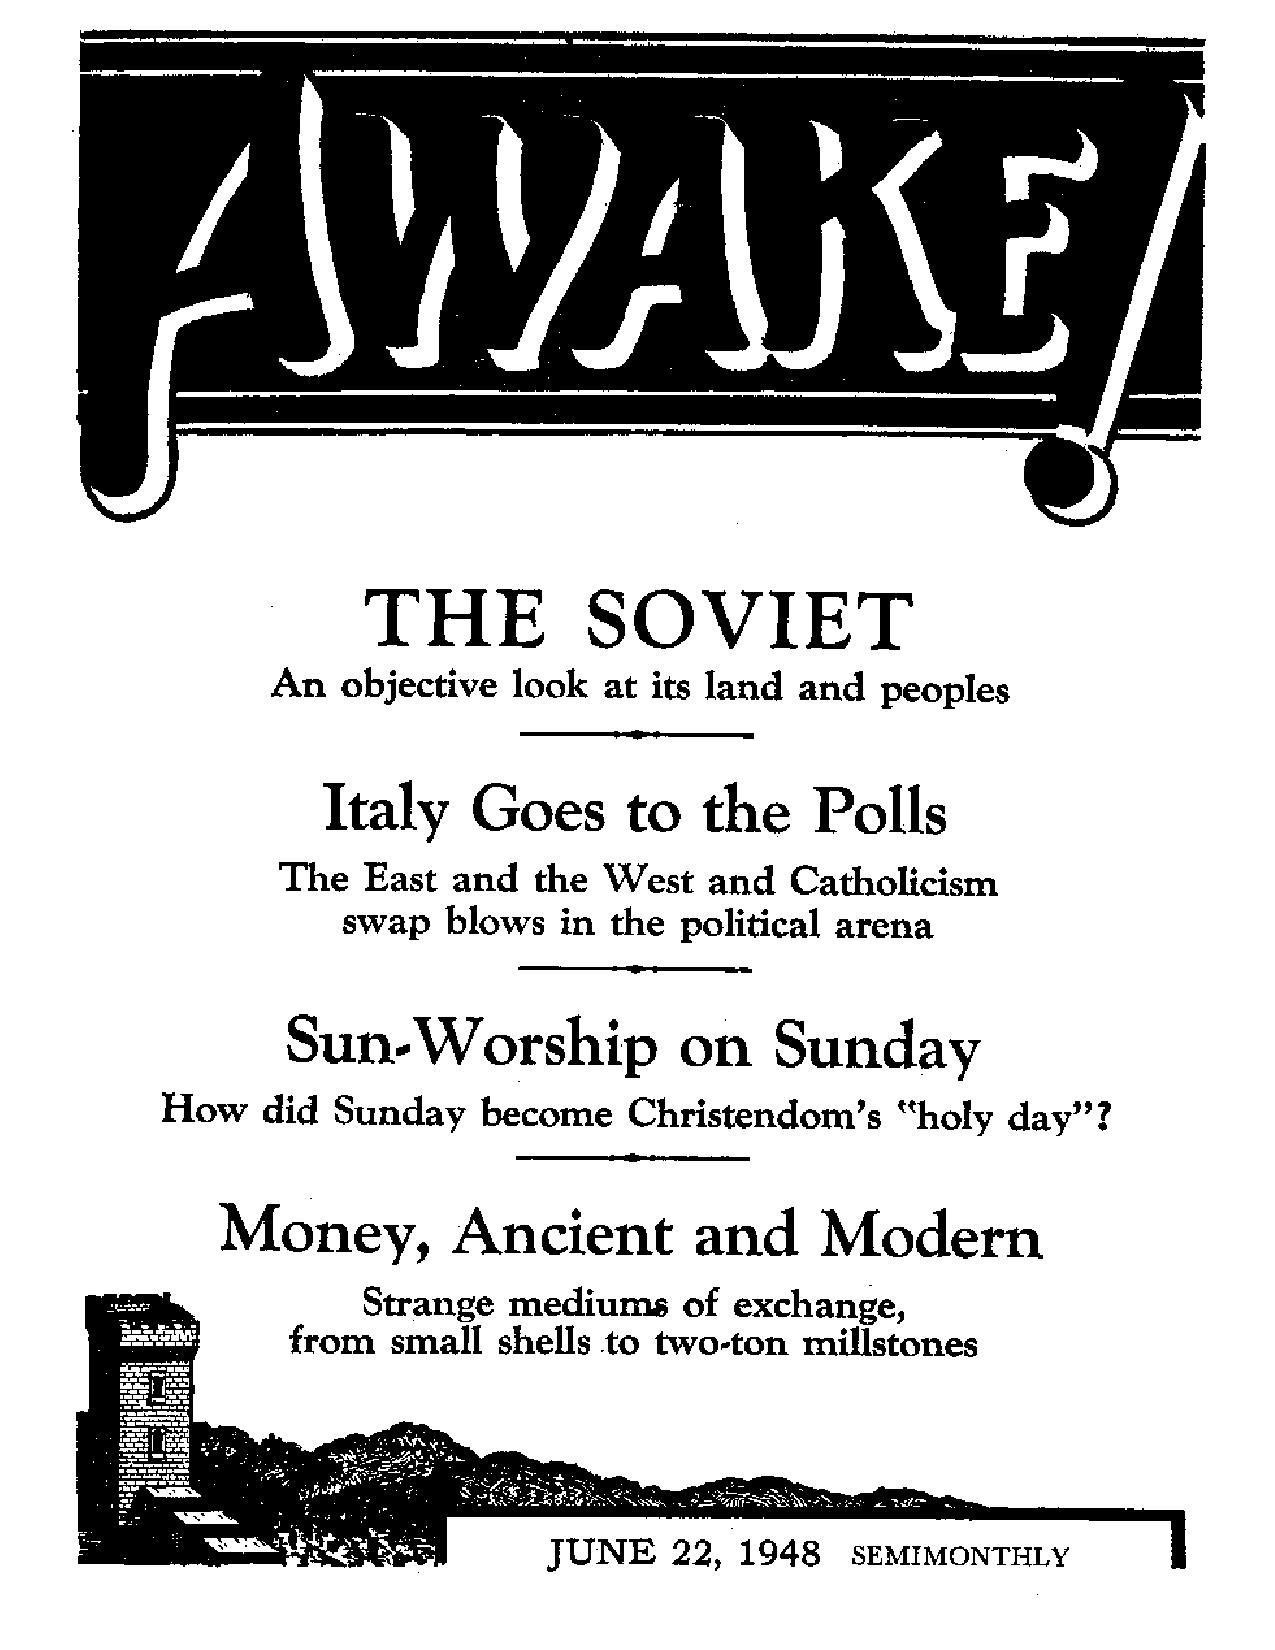 AWAKE!
THE SOVIET
An objective look at its land and peoples
Italy Goes to the Polls
The East and the West and Catholicism
swap blows in the political arena
Sun-Worship on Sunday
How did Sunday become Christendom's "holy day"?
Money, Ancient and Modern
Strange mediums of exchange,
from small shells to two-ton millstones
JUNE 22, 1948 SEMIMONTHLY